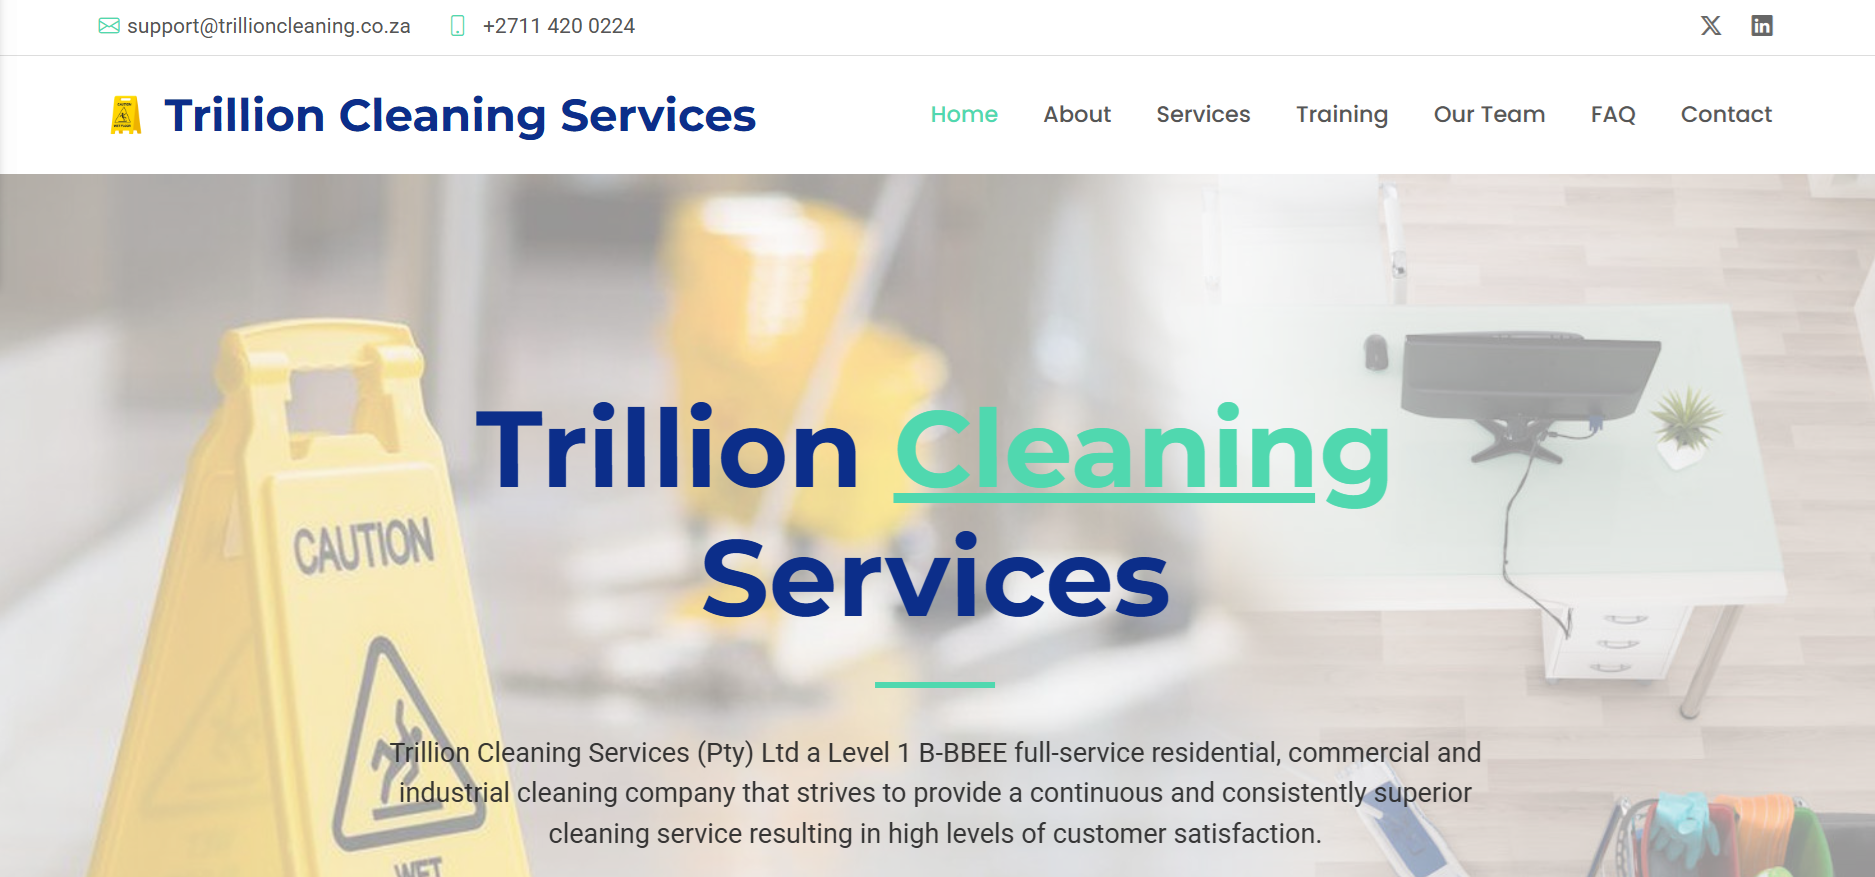 support@trillioncleaning.co.za +2711 420 0224
Trillion Cleaning Services
Home About Services Training Our Team FAQ Contact
Trillion Cleaning
Services
CAUTION
Trillion Cleaning Services (Pty) Ltd a Level 1 B-BBEE full-service residential, commercial and
industrial cleaning company that strives to provide a continuous and consistently superior
cleaning service resulting in high levels of customer satisfaction.
WET